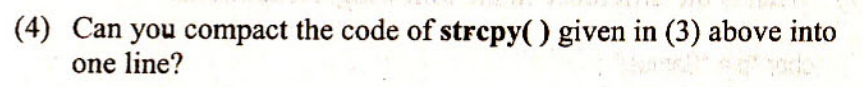 (4) Can you compact the code of strcpy( ) given in (3) above into
one line?